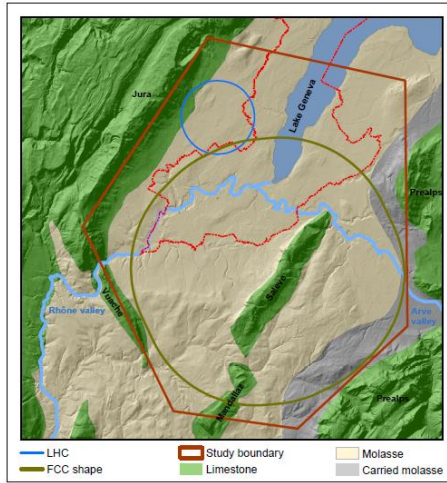 Jura
Lake Geneva
Prealps
Salève
Vuache
Rhône valley
Arve
valley
Mandallaz
Prealps
LHC
Study boundary
Molasse
FCC shape
Limestone
Carried molasse